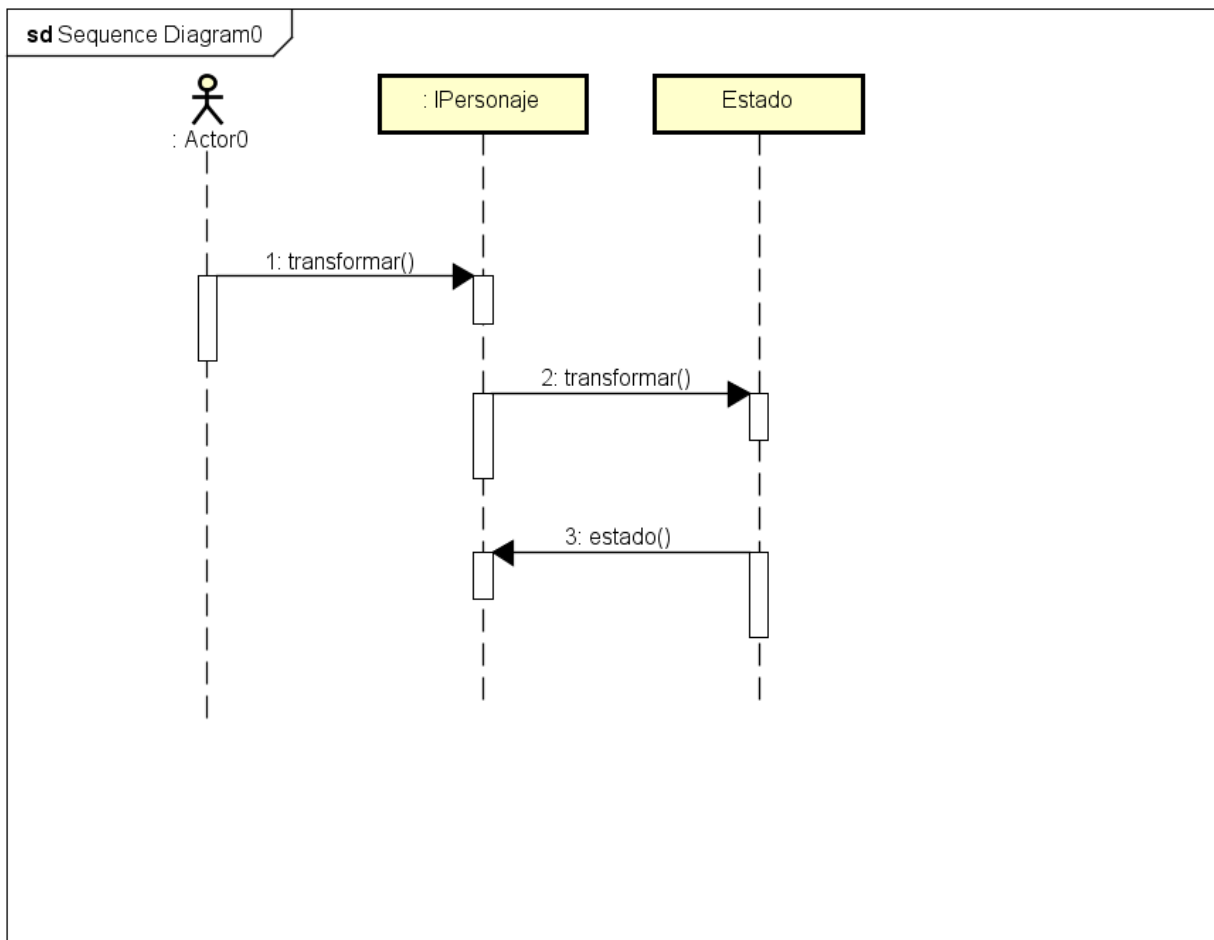 sd Sequence Diagram0
: Actor0
: IPersonaje
Estado
1: transformar()
2: transformar()
3: estado()